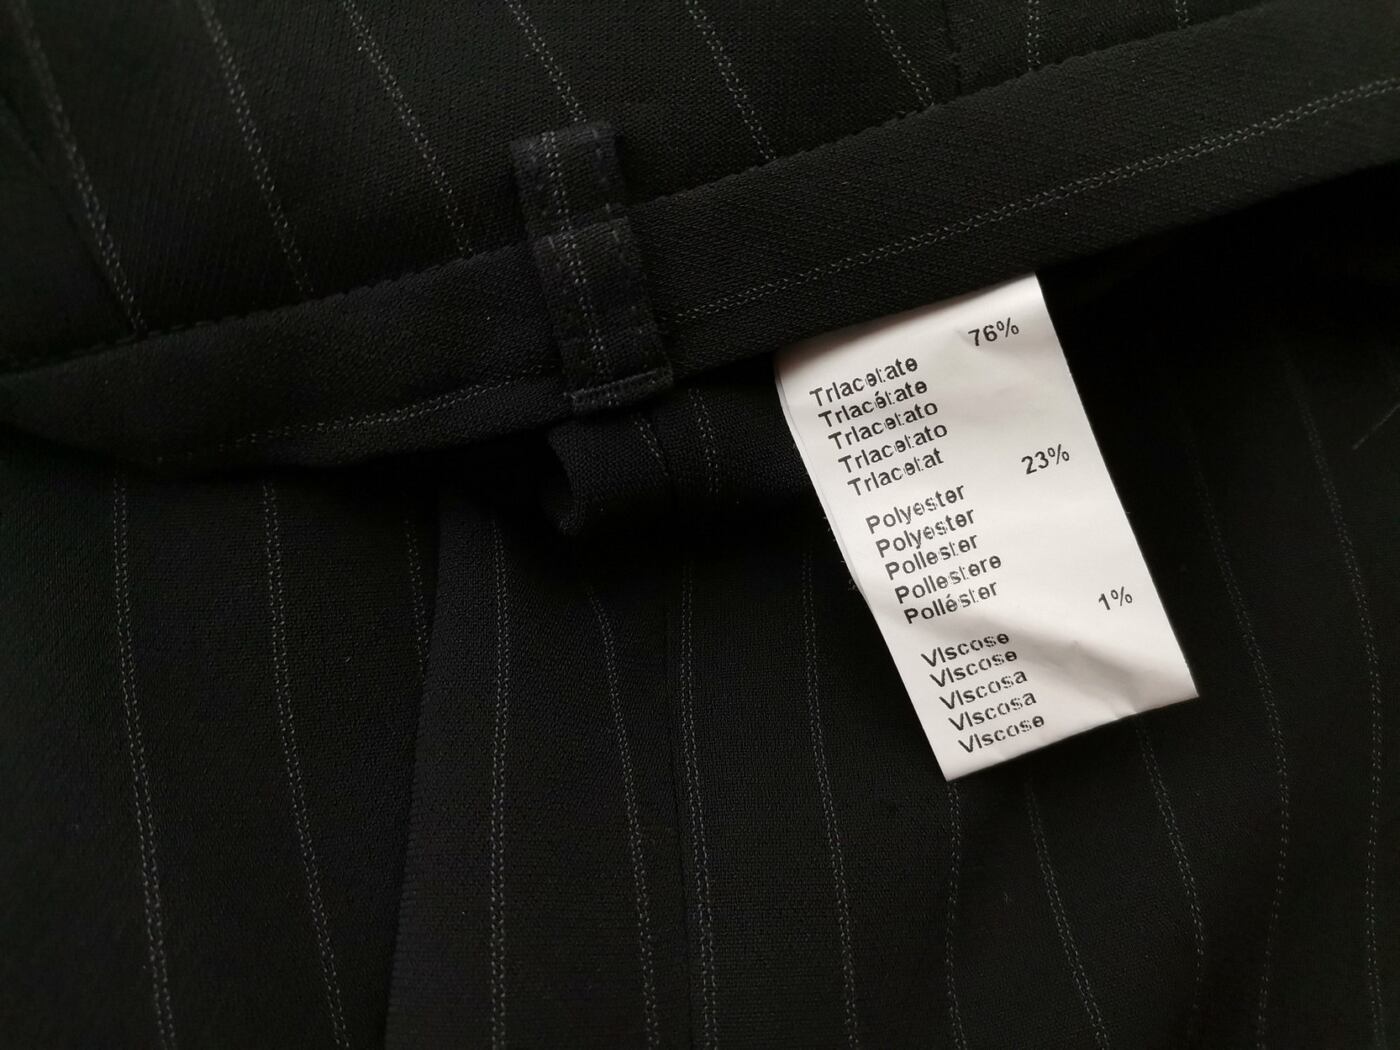 76%
Triacetate
Triacétate
Triacetato
Triacetato
Triacetat
23%
Polyester
Polyester
Poliester
Poliestere
Poliéster
1%
Viscose
Viscose
Viscosa
Viscosa
Viscose